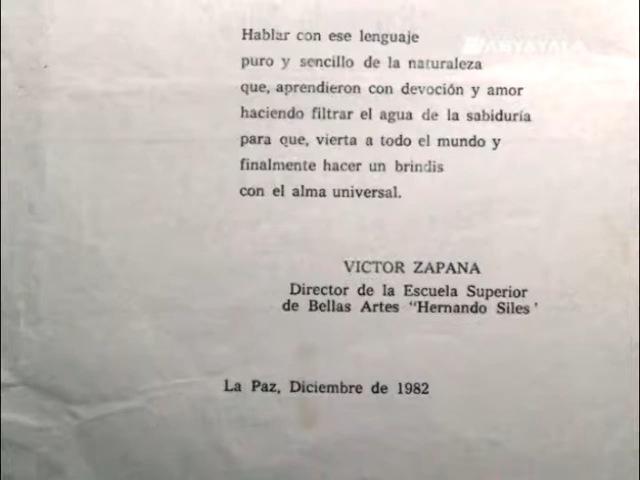 Hablar con ese lenguaje
ABYAYALA
puro y sencillo de la naturaleza
que, aprendieron con devoción y amor
haciendo filtrar el agua de la sabiduría
para que, vierta a todo el mundo y
finalmente hacer un brindis
con el alma universal.
VICTOR ZAPANA
Director de la Escuela Superior
de Bellas Artes "Hernando Siles'
La Paz, Diciembre de 1982